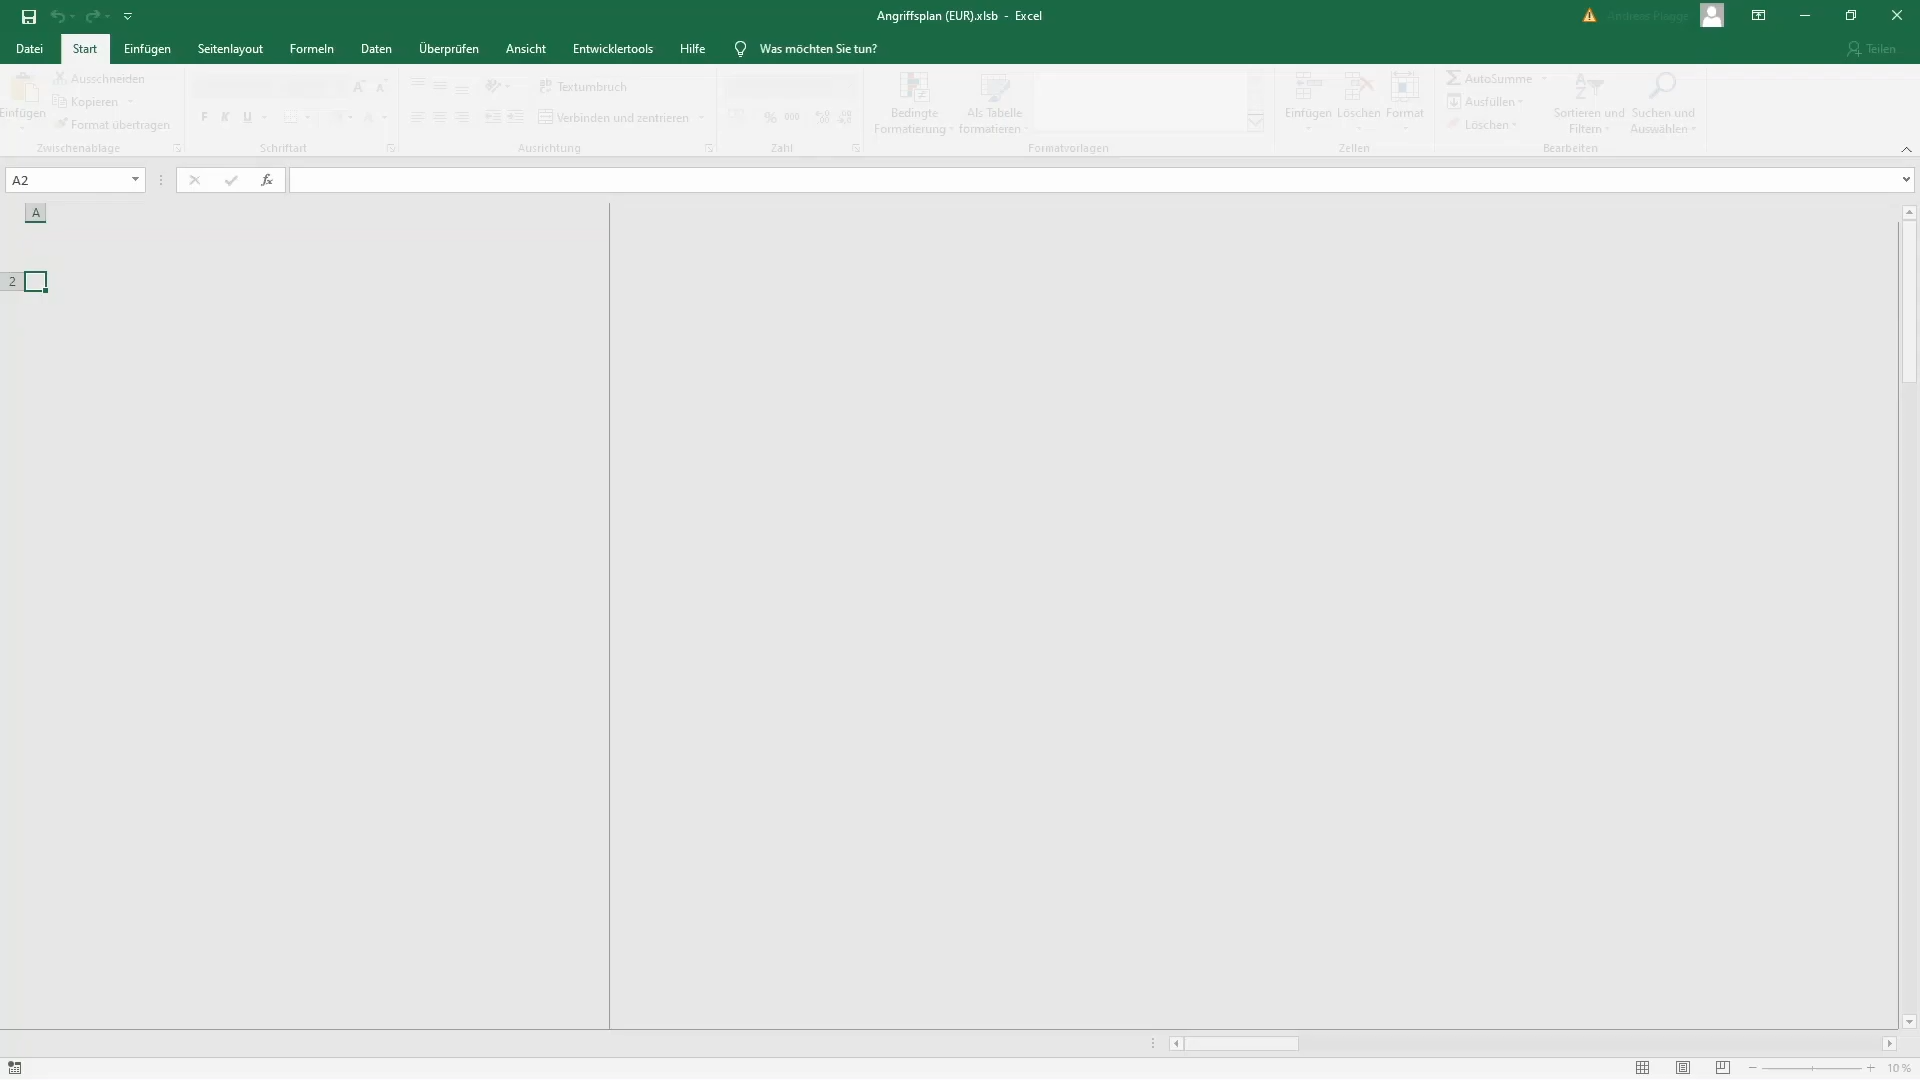 Angriffsplan (EUR).xlsb - Excel
Datei Start Einfügen Seitenlayout Formeln Daten Überprüfen Ansicht Entwicklertools Hilfe Was möchten Sie tun? Teilen
Einfügen
Ausschneiden
Kopieren
Format übertragen
Zwischenablage
F K U
Schriftart
Textumbruch
Verbinden und zentrieren
Ausrichtung
% 000
Zahl
Bedingte Formatierung
Als Tabelle formatieren
Formatvorlagen
Einfügen Löschen Format
Zellen
AutoSumme
Ausfüllen
Löschen
Sortieren und Filtern
Suchen und Auswählen
Bearbeiten
A2
fx
A
2
10 %